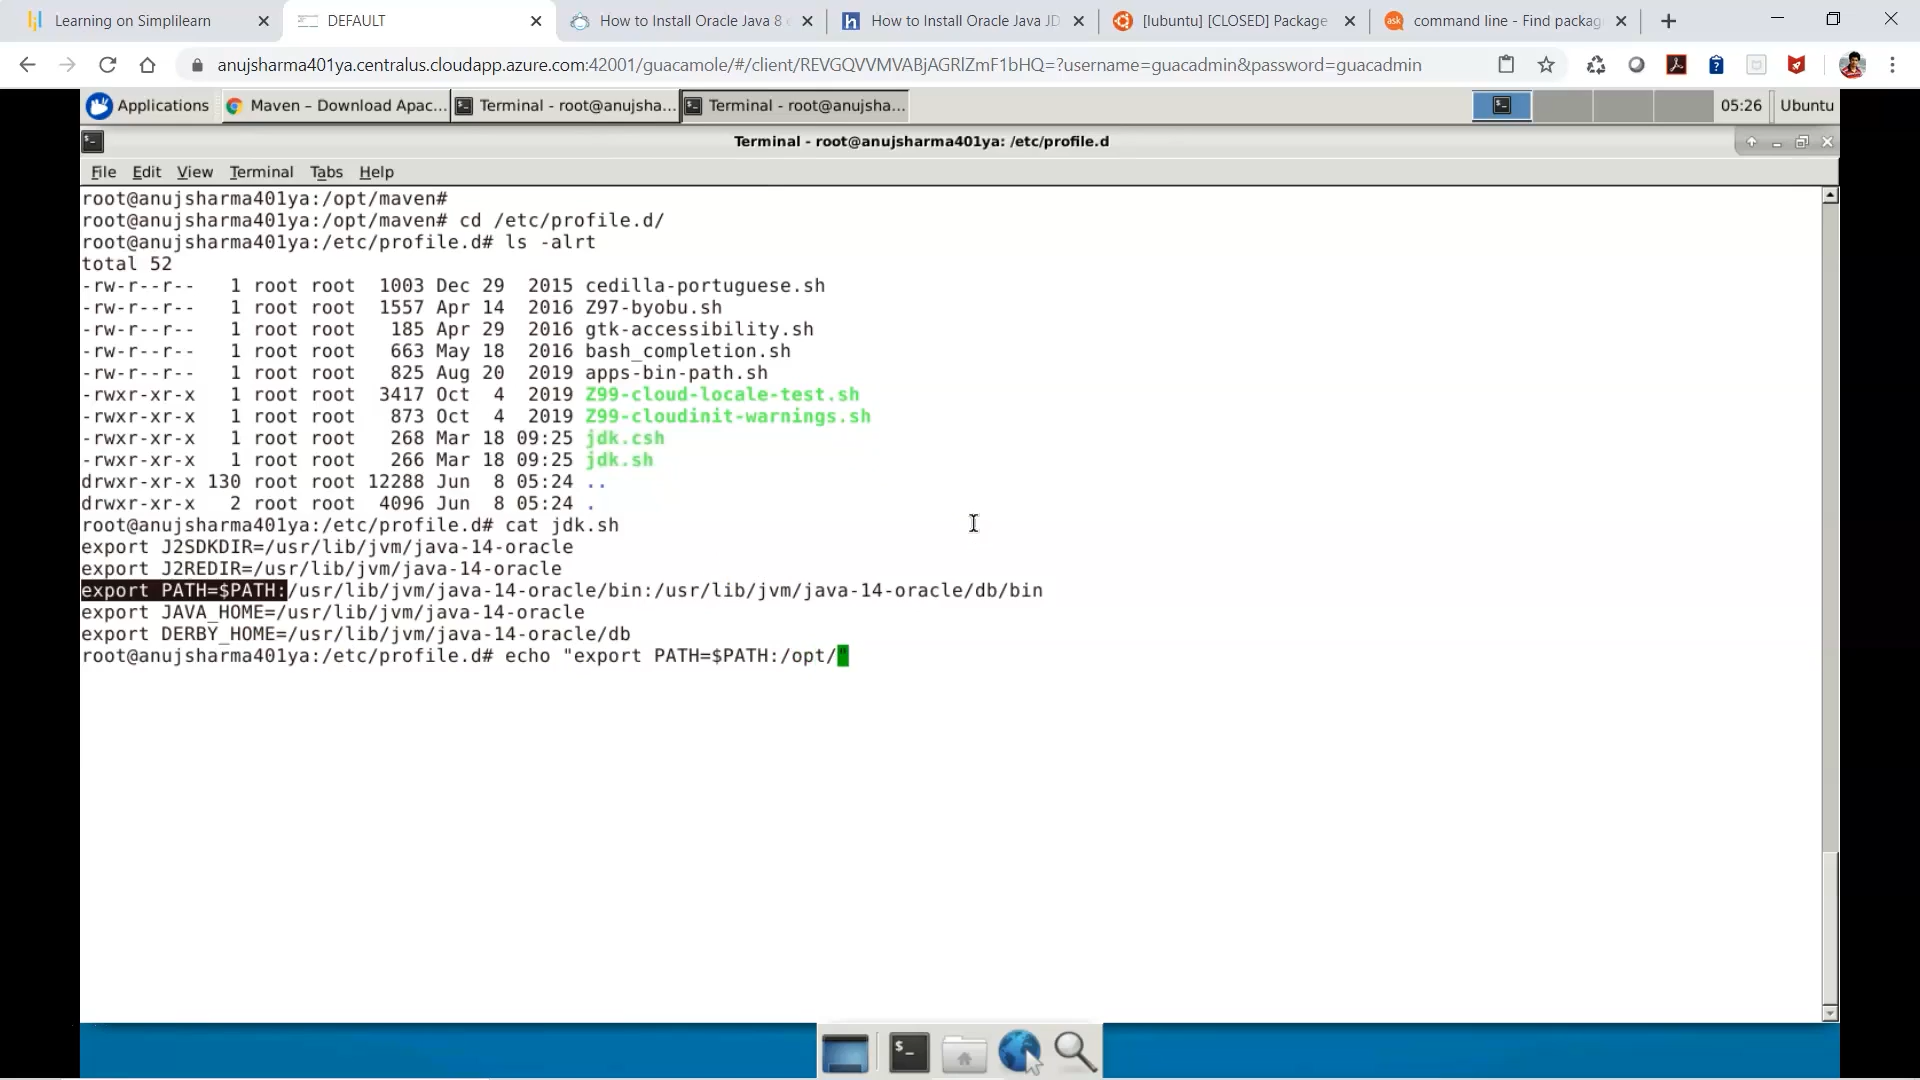 Learning on Simplilearn
DEFAULT
How to Install Oracle Java 8
How to Install Oracle Java JD
[lubuntu] [CLOSED] Package
ask
command line - Find packag
anujsharma401ya.centralus.cloudapp.azure.com:42001/guacamole/#/client/REVGQVVMVABjAGRlZmF1bHQ=?username=guacadmin&password=guacadmin
Applications
Maven – Download Apac...
Terminal - root@anujsha...
Terminal - root@anujsha...
05:26
Ubuntu
Terminal - root@anujsharma401ya: /etc/profile.d
File Edit View Terminal Tabs Help
root@anujsharma401ya:/opt/maven#
root@anujsharma401ya:/opt/maven# cd /etc/profile.d/
root@anujsharma401ya:/etc/profile.d# ls -alrt
total 52
-rw-r--r-- 1 root root 1003 Dec 29 2015 cedilla-portuguese.sh
-rw-r--r-- 1 root root 1557 Apr 14 2016 Z97-byobu.sh
-rw-r--r-- 1 root root 185 Apr 29 2016 gtk-accessibility.sh
-rw-r--r-- 1 root root 663 May 18 2016 bash_completion.sh
-rw-r--r-- 1 root root 825 Aug 20 2019 apps-bin-path.sh
-rwxr-xr-x 1 root root 3417 Oct 4 2019 Z99-cloud-locale-test.sh
-rwxr-xr-x 1 root root 873 Oct 4 2019 Z99-cloudinit-warnings.sh
-rwxr-xr-x 1 root root 268 Mar 18 09:25 jdk.csh
-rwxr-xr-x 1 root root 266 Mar 18 09:25 jdk.sh
drwxr-xr-x 130 root root 12288 Jun 8 05:24 ..
drwxr-xr-x 2 root root 4096 Jun 8 05:24 .
root@anujsharma401ya:/etc/profile.d# cat jdk.sh
export J2SDKDIR=/usr/lib/jvm/java-14-oracle
export J2REDIR=/usr/lib/jvm/java-14-oracle
export PATH=$PATH:/usr/lib/jvm/java-14-oracle/bin:/usr/lib/jvm/java-14-oracle/db/bin
export JAVA_HOME=/usr/lib/jvm/java-14-oracle
export DERBY_HOME=/usr/lib/jvm/java-14-oracle/db
root@anujsharma401ya:/etc/profile.d# echo "export PATH=$PATH:/opt/"